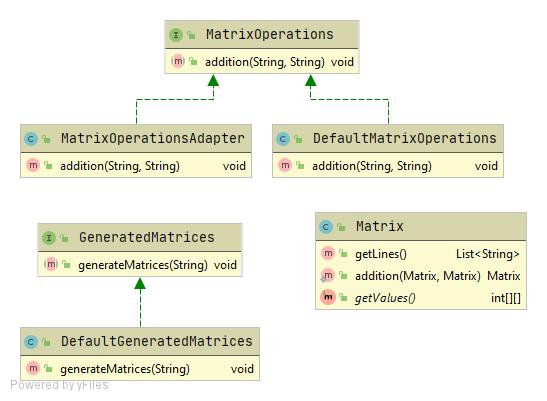 MatrixOperations
addition(String, String) void
MatrixOperationsAdapter
addition(String, String) void
DefaultMatrixOperations
addition(String, String) void
GeneratedMatrices
generateMatrices(String) void
Matrix
getLines() List<String>
addition(Matrix, Matrix) Matrix
getValues() int[][]
DefaultGeneratedMatrices
generateMatrices(String) void
Powered by yFiles